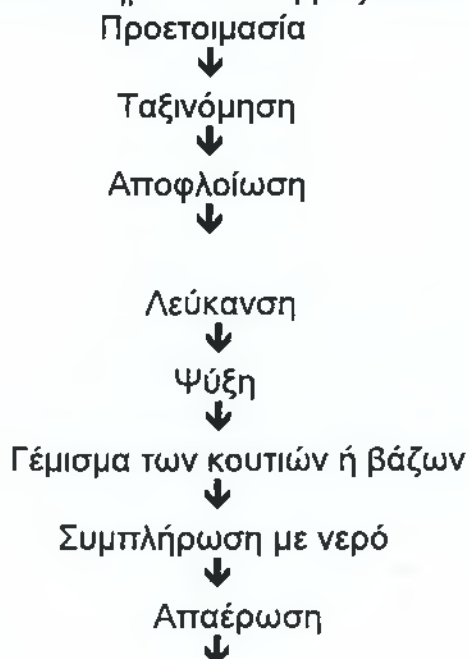 Προετοιμασία
Ταξινόμηση
Αποφλοίωση
Λεύκανση
Ψύξη
Γέμισμα των κουτιών ή βάζων
Συμπλήρωση με νερό
Απαέρωση